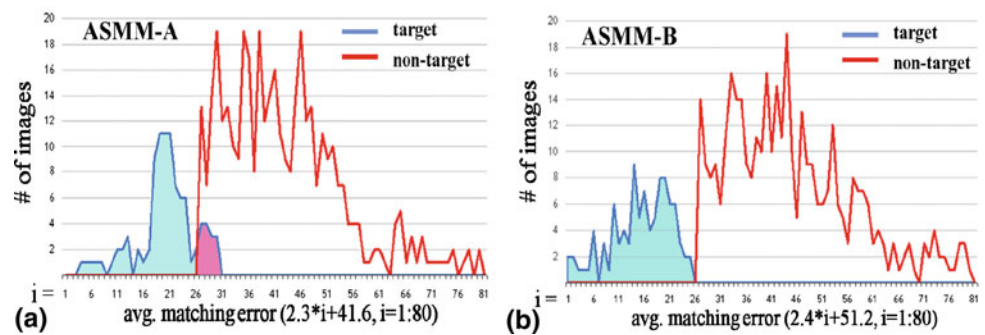 (a)
ASMM-A
target
non-target
# of images
20
18
16
14
12
10
8
6
4
2
i =
1 6 11 16 21 26 31 36 41 46 51 56 61 66 71 76 81
avg. matching error (2.3*i+41.6, i=1:80)
(b)
ASMM-B
target
non-target
# of images
20
18
16
14
12
10
8
6
4
2
i =
1 6 11 16 21 26 31 36 41 46 51 56 61 66 71 76 81
avg. matching error (2.4*i+51.2, i=1:80)